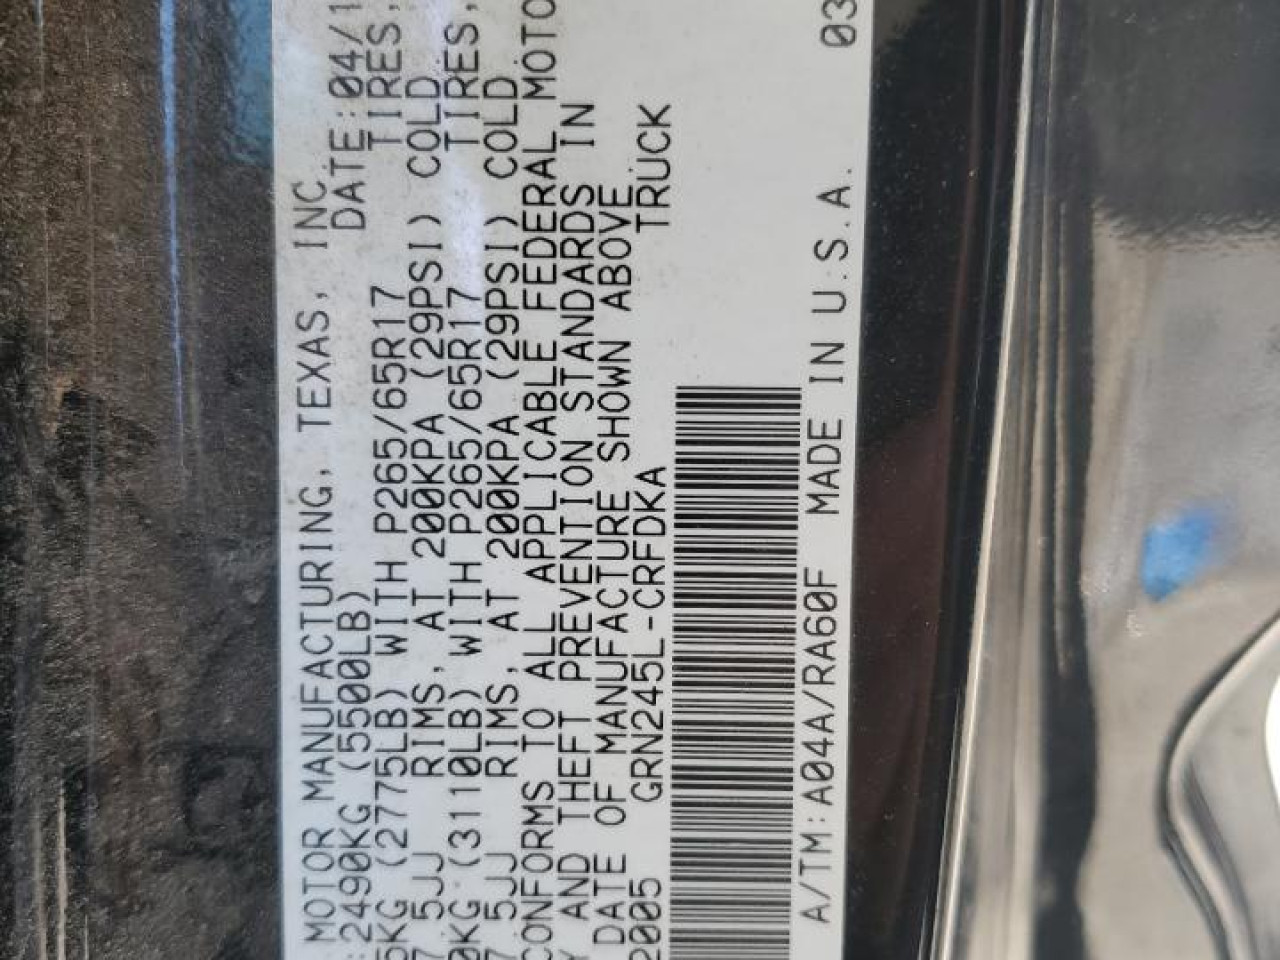 MOTOR MANUFACTURING, TEXAS, INC
:2490KG (5500LB) DATE:04/1
5KG (2775LB) WITH P265/65R17 TIRES,
7.5JJ RIMS, AT 200KPA (29PSI) COLD
0KG (3110LB) WITH P265/65R17 TIRES,
7.5JJ RIMS, AT 200KPA (29PSI) COLD
CONFORMS TO ALL APPLICABLE FEDERAL MOTO
Y AND THEFT PREVENTION STANDARDS IN
DATE OF MANUFACTURE SHOWN ABOVE.
2005 GRN245L-CRFDKA TRUCK
A/TM:A04A/RA60F MADE IN U.S.A. 03